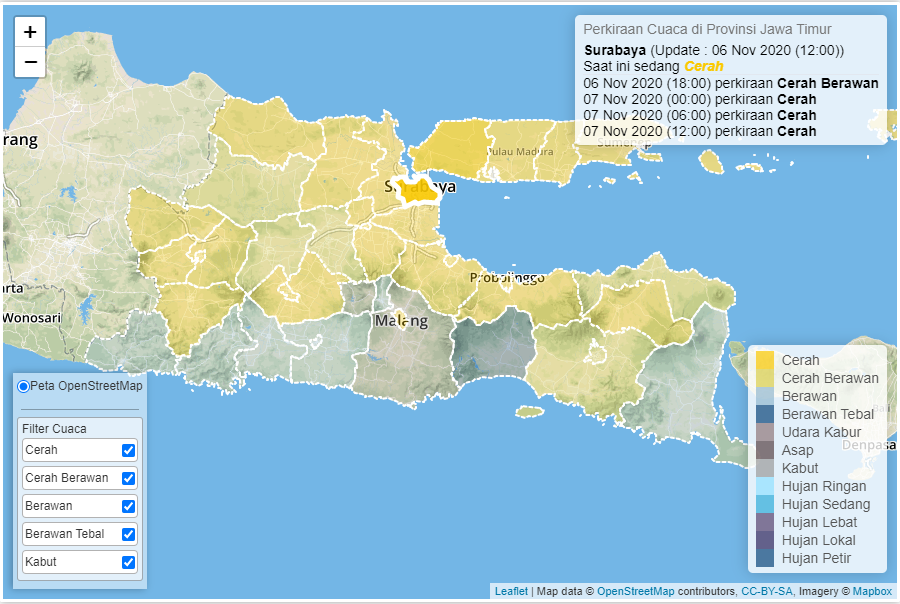 +
−
Perkiraan Cuaca di Provinsi Jawa Timur
Surabaya (Update : 06 Nov 2020 (12:00))
Saat ini sedang Cerah
06 Nov 2020 (18:00) perkiraan Cerah Berawan
07 Nov 2020 (00:00) perkiraan Cerah
07 Nov 2020 (06:00) perkiraan Cerah
07 Nov 2020 (12:00) perkiraan Cerah
rang
Pulau Madura
Surabaya
Probolinggo
arta
Wonosari
Malang
Denpasa
Peta OpenStreetMap
Filter Cuaca
Cerah
Cerah Berawan
Berawan
Berawan Tebal
Kabut
Cerah
Cerah Berawan
Berawan
Berawan Tebal
Udara Kabur
Asap
Kabut
Hujan Ringan
Hujan Sedang
Hujan Lebat
Hujan Lokal
Hujan Petir
Leaflet | Map data © OpenStreetMap contributors, CC-BY-SA, Imagery © Mapbox